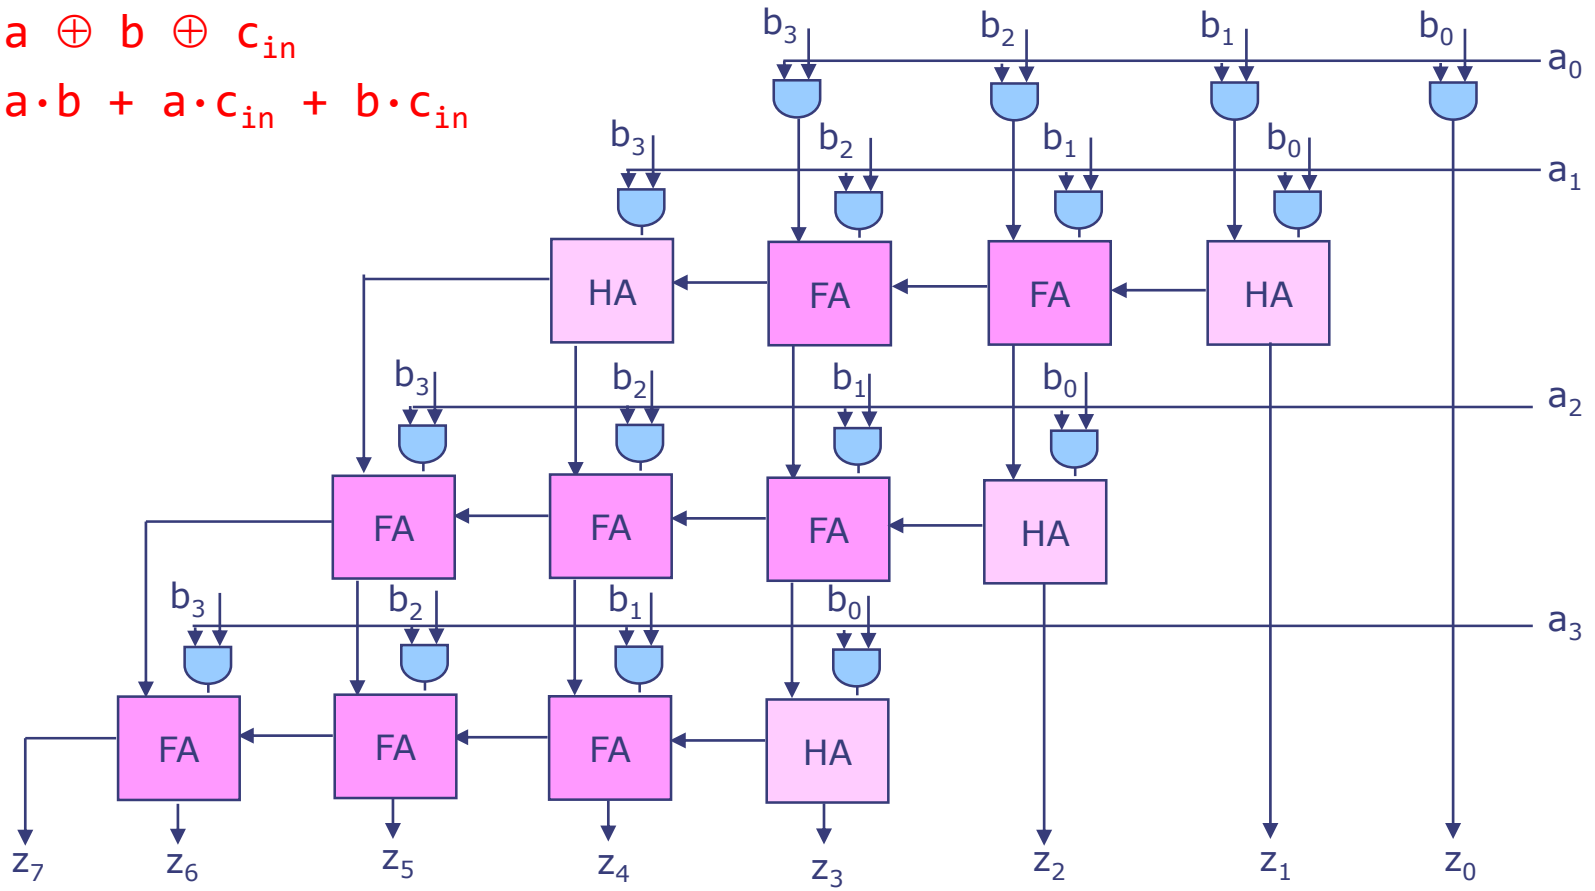 a ⊕ b ⊕ c_in
a·b + a·c_in + b·c_in
b₃ b₂ b₁ b₀ a₀
b₃ b₂ b₁ b₀ a₁
HA FA FA HA
b₃ b₂ b₁ b₀ a₂
FA FA FA HA
b₃ b₂ b₁ b₀ a₃
FA FA FA HA
z₇ z₆ z₅ z₄ z₃ z₂ z₁ z₀